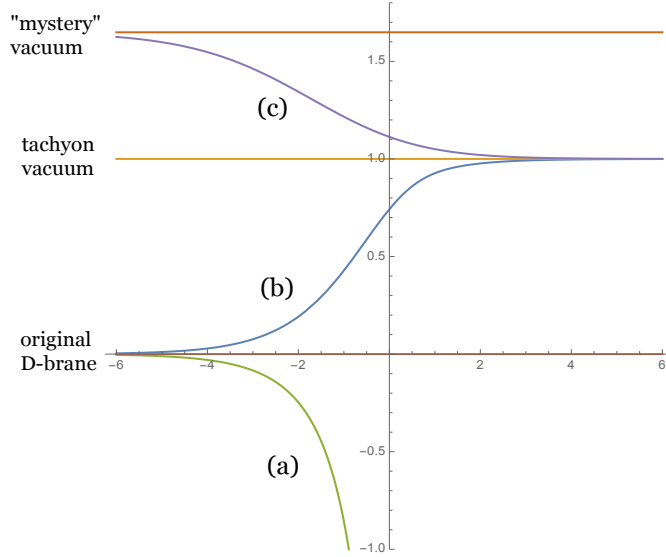 "mystery"
vacuum
1.5
(c)
tachyon
vacuum
1.0
0.5
(b)
original
D-brane
−6
−4
−2
2
4
6
−0.5
(a)
−1.0